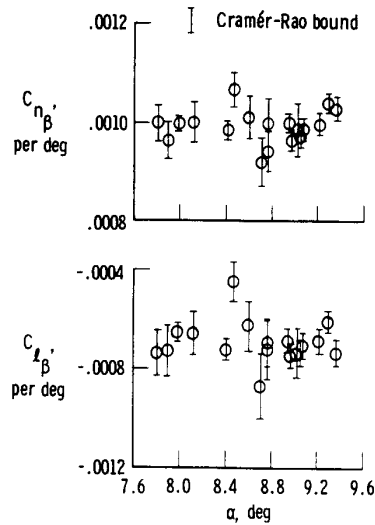 .0012
Cramér-Rao bound
C nβ,
per deg
.0010
.0008
-.0004
C ℓβ,
per deg
-.0008
-.0012
7.6 8.0 8.4 8.8 9.2 9.6
α, deg